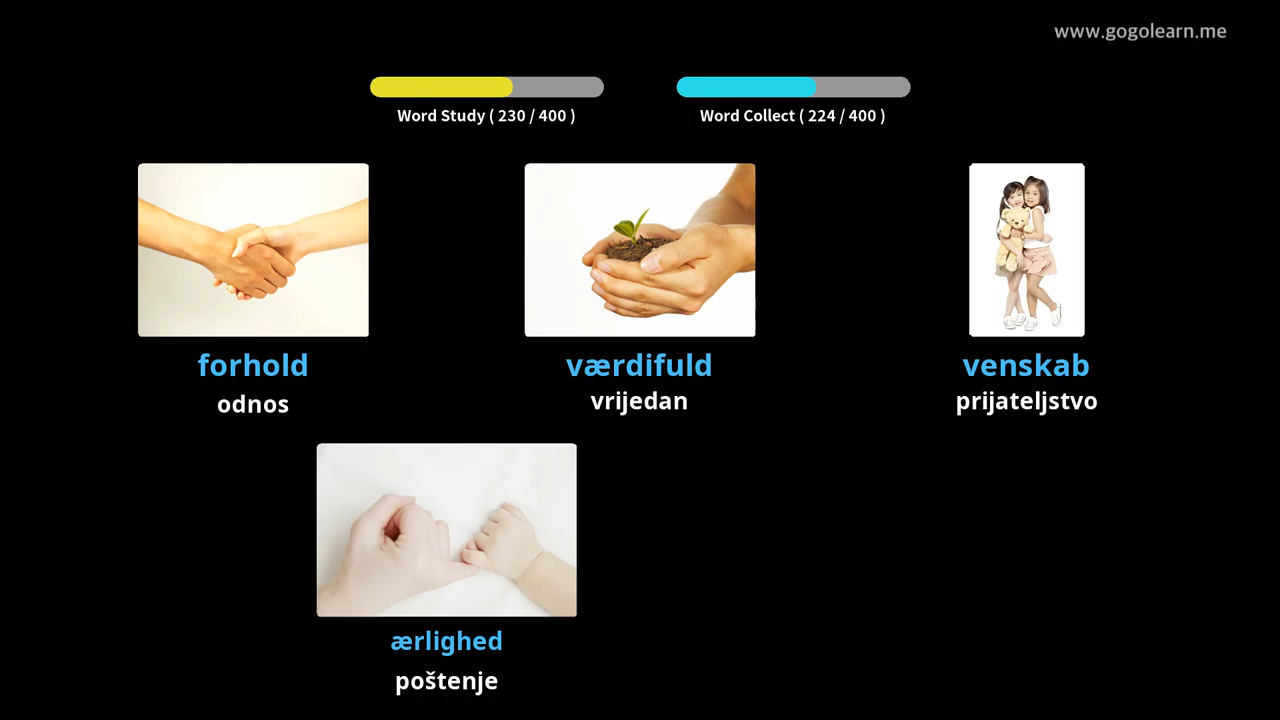 www.gogolearn.me
Word Study ( 230 / 400 )
Word Collect ( 224 / 400 )
forhold
odnos
værdifuld
vrijedan
venskab
prijateljstvo
ærlighed
poštenje